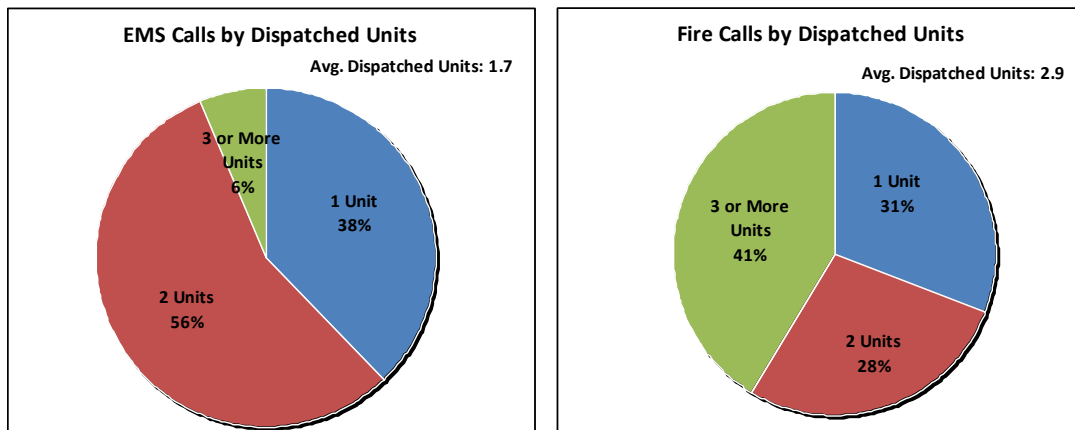 EMS Calls by Dispatched Units
Avg. Dispatched Units: 1.7
3 or More
Units
6%
1 Unit
38%
2 Units
56%
Fire Calls by Dispatched Units
Avg. Dispatched Units: 2.9
1 Unit
31%
3 or More
Units
41%
2 Units
28%